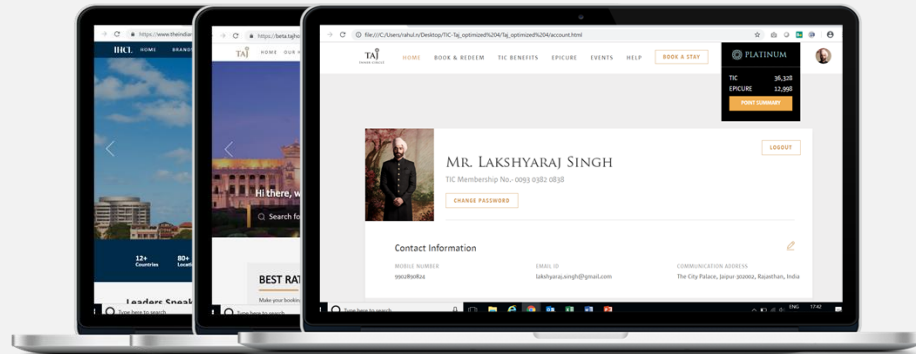 https://www.theindian
IHCL HOME BRANDS
12+
Countries
80+
Locati
Leaders Speak
Type here to search
https://beta.tajho
TAJ HOME OUR H
Hi there, w
Search fo
BEST RAT
Make your booking
Type here to search
file:///C:/Users/rahul.n/Desktop/TIC-Taj_optimized%204/Taj_optimized%204/account.html
TAJ
INNER CIRCLE
HOME BOOK & REDEEM TIC BENEFITS EPICURE EVENTS HELP BOOK A STAY
PLATINUM
TIC 36,328
EPICURE 12,998
POINT SUMMARY
LOGOUT
MR. LAKSHYARAJ SINGH
TIC Membership No.- 0093 0382 0838
CHANGE PASSWORD
Contact Information
MOBILE NUMBER
9902890824
EMAIL ID
lakshyaraj.singh@gmail.com
COMMUNICATION ADDRESS
The City Palace, Jaipur-302002, Rajasthan, India
Type here to search
ENG 17:42